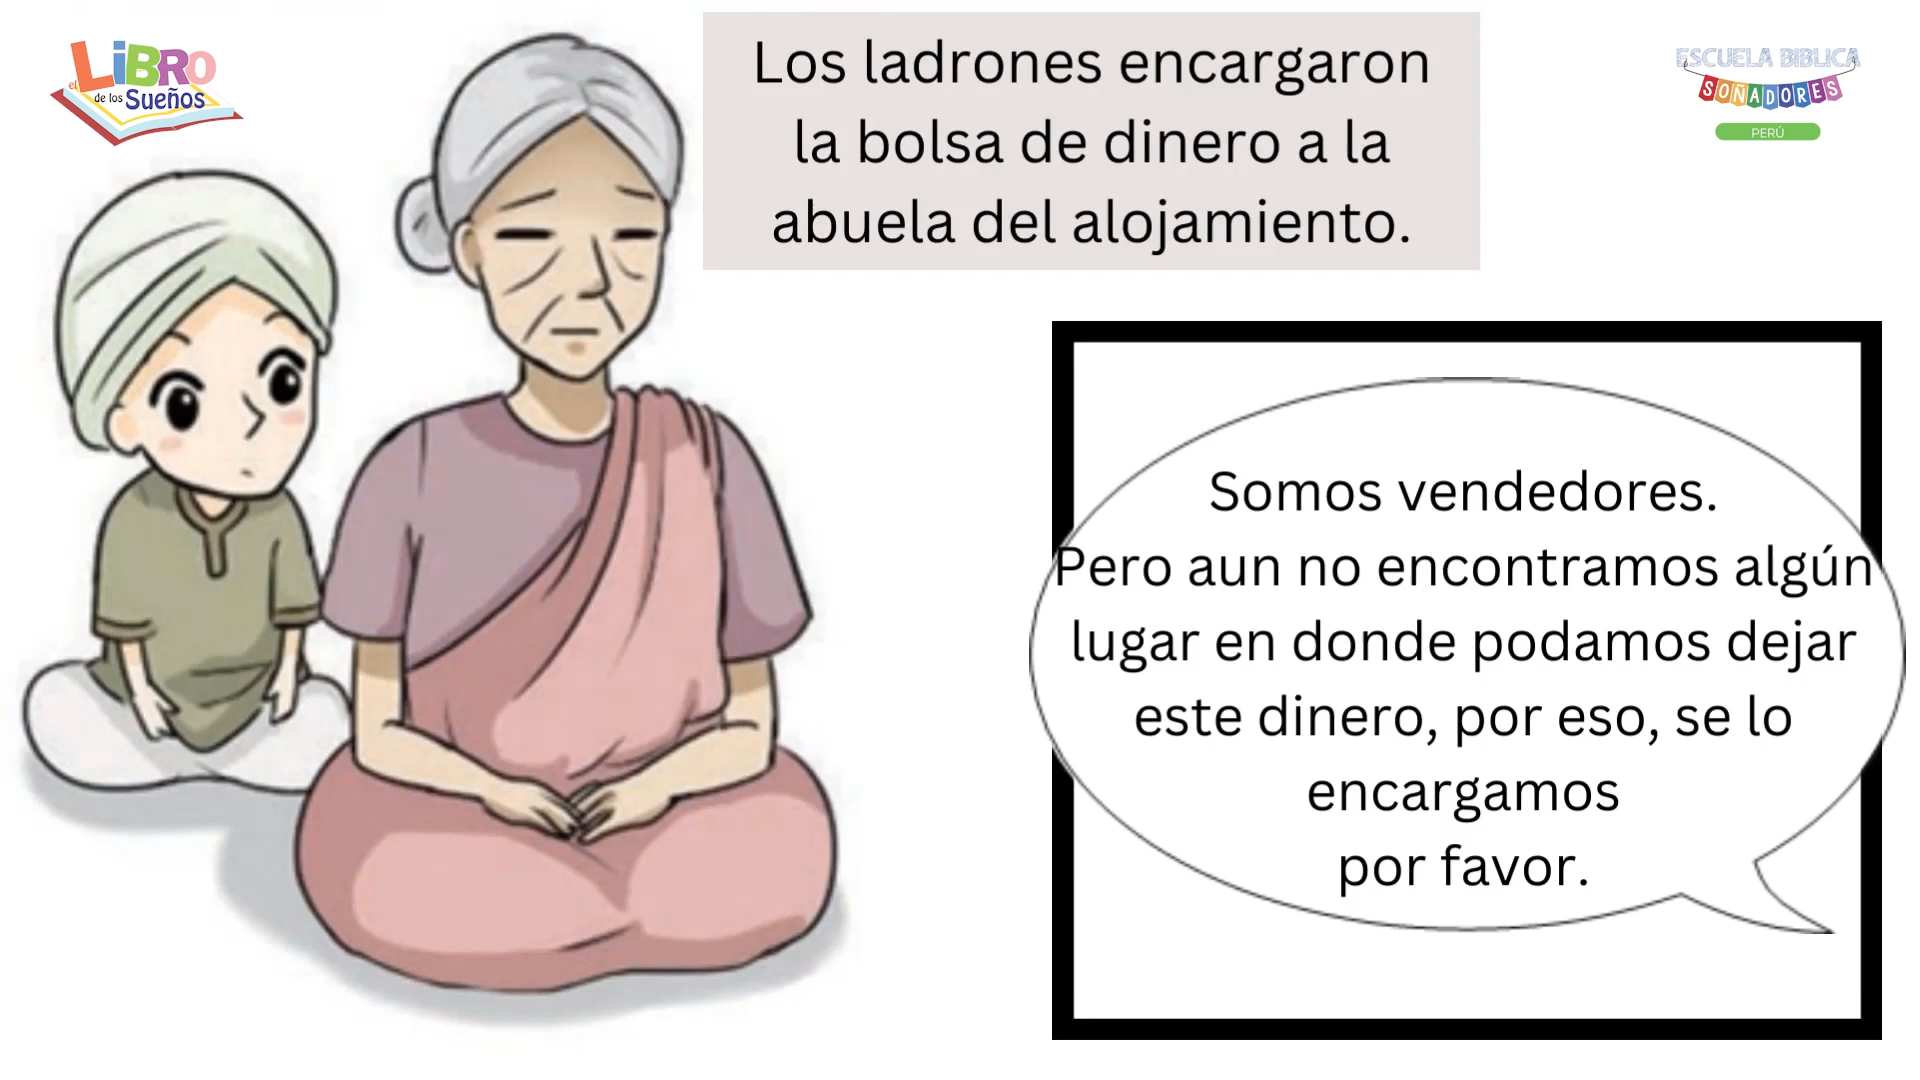 el LiBRO
de los Sueños
Los ladrones encargaron
la bolsa de dinero a la
abuela del alojamiento.
ESCUELA BIBLICA
SOÑADORES
PERÚ
Somos vendedores.
Pero aun no encontramos algún
lugar en donde podamos dejar
este dinero, por eso, se lo
encargamos
por favor.